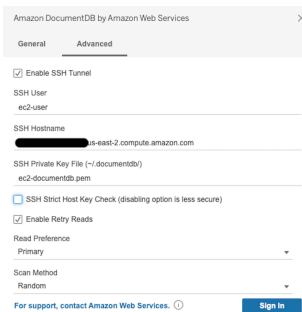 Amazon DocumentDB by Amazon Web Services
General Advanced
Enable SSH Tunnel
SSH User
ec2-user
SSH Hostname
us-east-2.compute.amazon.com
SSH Private Key File (~/.documentdb/)
ec2-documentdb.pem
SSH Strict Host Key Check (disabling option is less secure)
Enable Retry Reads
Read Preference
Primary
Scan Method
Random
For support, contact Amazon Web Services. Sign In